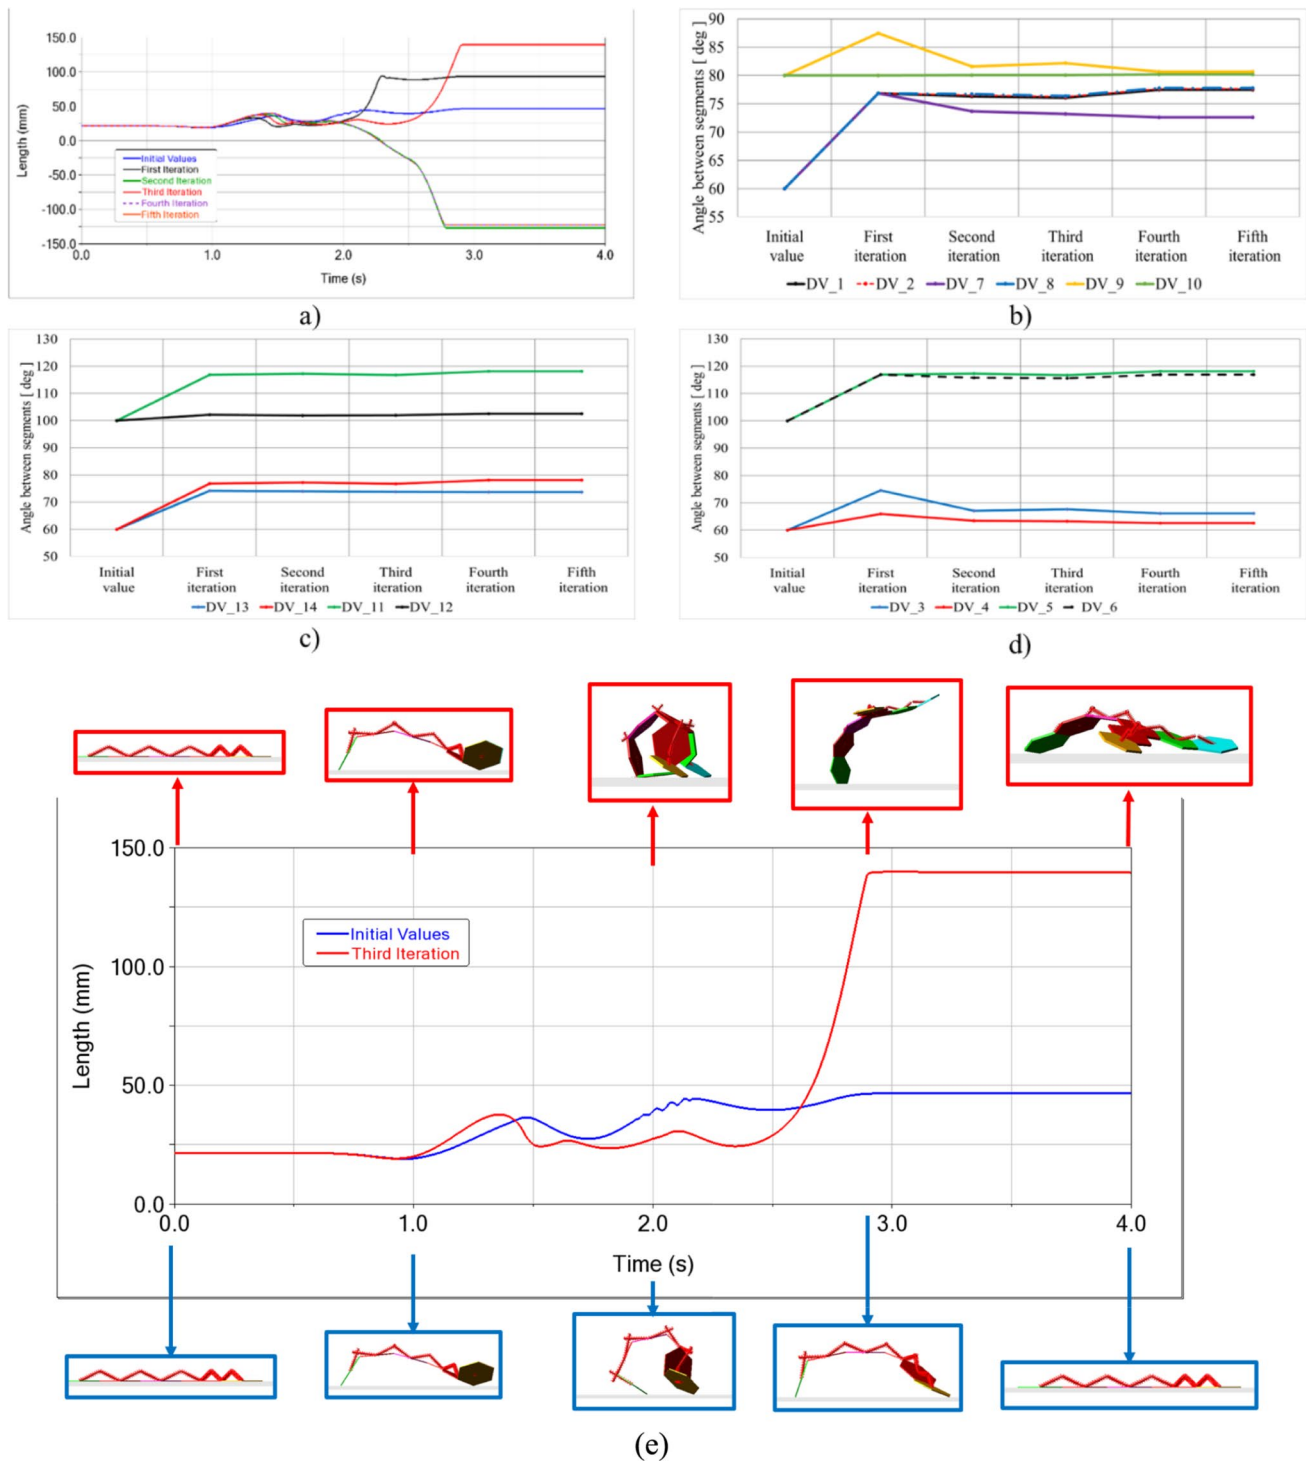 150.0
100.0
50.0
0.0
-50.0
-100.0
-150.0
Length (mm)
Initial Values
First Iteration
Second Iteration
Third Iteration
Fourth Iteration
Fifth Iteration
0.0 1.0 2.0 3.0 4.0
Time (s)
a)
90
85
80
75
70
65
60
55
Angle between segments [ deg ]
Initial value
First iteration
Second iteration
Third iteration
Fourth iteration
Fifth iteration
DV_1 DV_2 DV_7 DV_8 DV_9 DV_10
b)
130
120
110
100
90
80
70
60
50
Angle between segments [ deg ]
Initial value
First iteration
Second iteration
Third iteration
Fourth iteration
Fifth iteration
DV_13 DV_14 DV_11 DV_12
c)
130
120
110
100
90
80
70
60
50
Angle between segments [ deg ]
Initial value
First iteration
Second iteration
Third iteration
Fourth iteration
Fifth iteration
DV_3 DV_4 DV_5 DV_6
d)
150.0
100.0
50.0
0.0
Length (mm)
Initial Values
Third Iteration
0.0 1.0 2.0 3.0 4.0
Time (s)
(e)